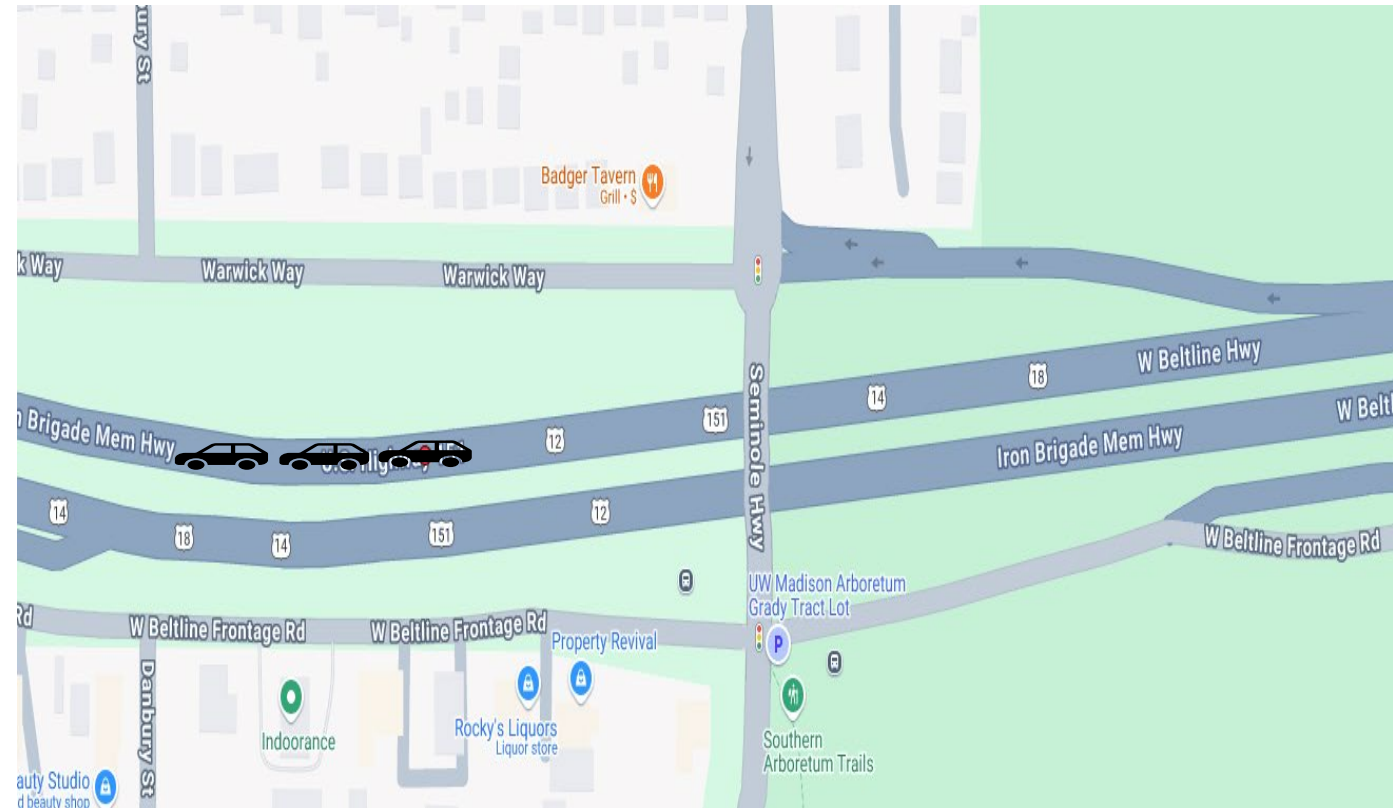 ury St
Badger Tavern
Grill • $
k Way
Warwick Way
Warwick Way
W Beltline Hwy
18
14
151
12
Seminole Hwy
W Belt
n Brigade Mem Hwy
Iron Brigade Mem Hwy
14
18
14
151
12
W Beltline Frontage Rd
UW Madison Arboretum
Grady Tract Lot
P
Rd
W Beltline Frontage Rd
W Beltline Frontage Rd
Property Revival
Danbury St
Indoorance
Rocky's Liquors
Liquor store
Southern
Arboretum Trails
auty Studio
d beauty shop